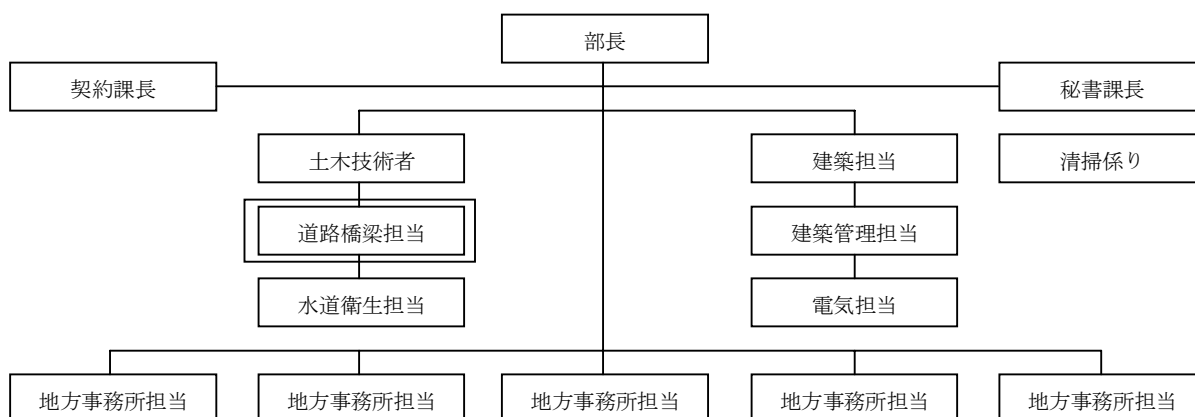 部長
契約課長
秘書課長
土木技術者
建築担当
清掃係り
道路橋梁担当
建築管理担当
水道衛生担当
電気担当
地方事務所担当
地方事務所担当
地方事務所担当
地方事務所担当
地方事務所担当